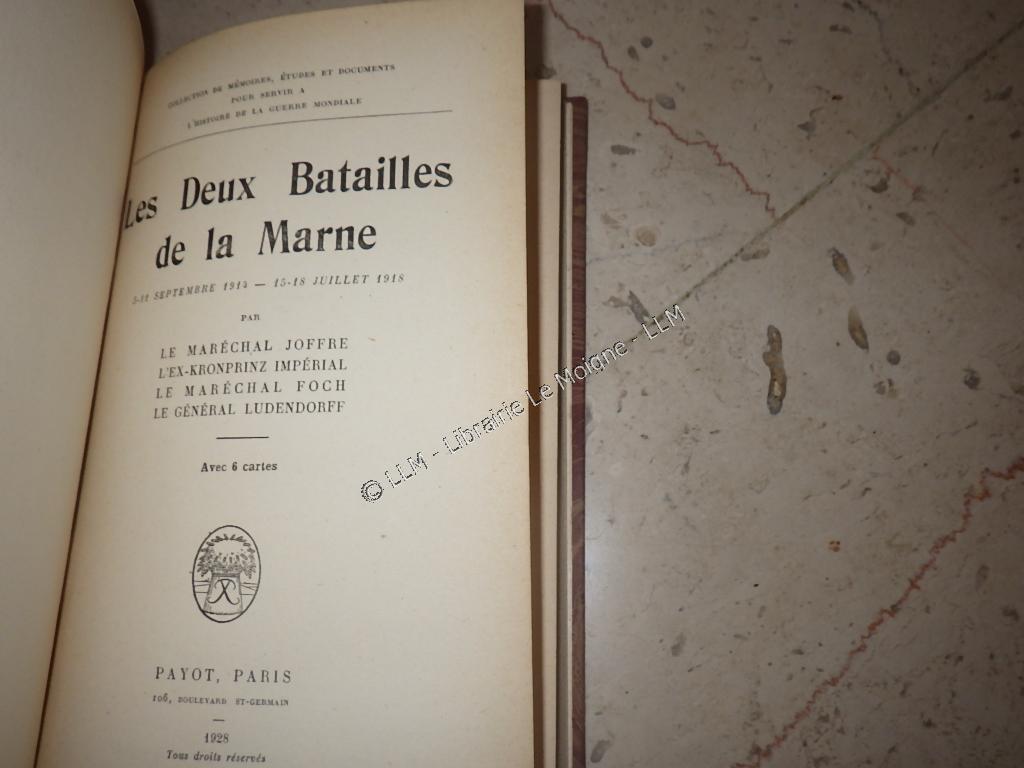 COLLECTION DE MÉMOIRES, ÉTUDES ET DOCUMENTS
POUR SERVIR A
L'HISTOIRE DE LA GUERRE MONDIALE
Les Deux Batailles
de la Marne
5-11 SEPTEMBRE 1914 — 15-18 JUILLET 1918
PAR
LE MARÉCHAL JOFFRE
L'EX-KRONPRINZ IMPÉRIAL
LE MARÉCHAL FOCH
LE GÉNÉRAL LUDENDORFF
Avec 6 cartes
PAYOT, PARIS
106, BOULEVARD ST-GERMAIN
1928
Tous droits réservés
© LLM - Librairie Le Moigne - LLM